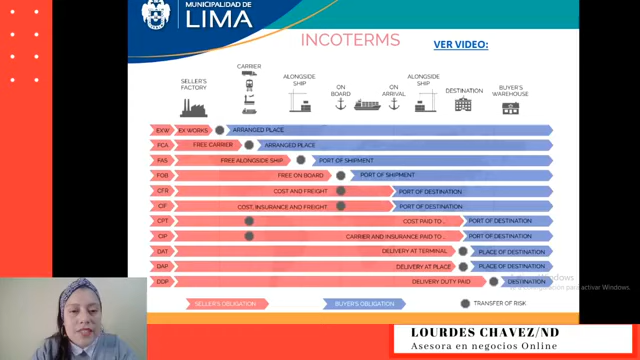 MUNICIPALIDAD DE
LIMA
INCOTERMS
VER VIDEO:
SELLER'S FACTORY
CARRIER
ALONGSIDE SHIP
ON BOARD
ON ARRIVAL
ALONGSIDE SHIP
DESTINATION
BUYER'S WAREHOUSE
EXW EX WORKS ARRANGED PLACE
FCA FREE CARRIER ARRANGED PLACE
FAS FREE ALONGSIDE SHIP PORT OF SHIPMENT
FOB FREE ON BOARD PORT OF SHIPMENT
CFR COST AND FREIGHT PORT OF DESTINATION
CIF COST, INSURANCE AND FREIGHT PORT OF DESTINATION
CPT COST PAID TO ... PORT OF DESTINATION
CIP CARRIER AND INSURANCE PAID TO ... PORT OF DESTINATION
DAT DELIVERY AT TERMINAL PLACE OF DESTINATION
DAP DELIVERY AT PLACE PLACE OF DESTINATION
DDP DELIVERY DUTY PAID DESTINATION
Windows
para activar Windows
SELLER'S OBLIGATION
BUYER'S OBLIGATION
TRANSFER OF RISK
LOURDES CHAVEZ/ND
Asesora en negocios Online